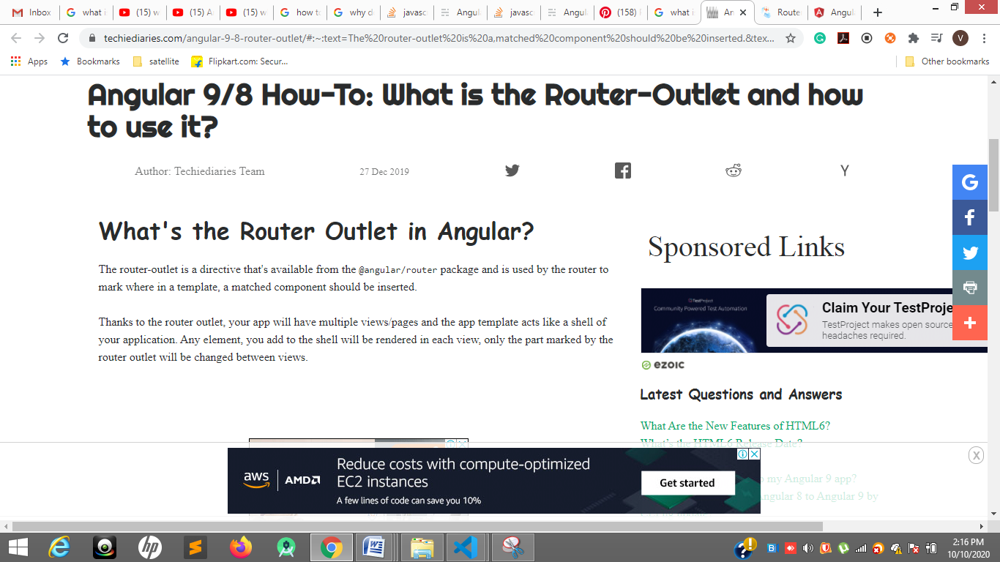 Inbox
what i
(15) w
(15) A
(15) w
how to
why do
javasc
Angula
javasc
Angul
(158) 
what i
An
Route
Angul
techiediaries.com/angular-9-8-router-outlet/#:~:text=The%20router-outlet%20is%20a,matched%20component%20should%20be%20inserted.&tex...
V
Apps
Bookmarks
satellite
Flipkart.com: Secur...
Other bookmarks
Angular 9/8 How-To: What is the Router-Outlet and how
to use it?
Author: Techiediaries Team
27 Dec 2019
What's the Router Outlet in Angular?
The router-outlet is a directive that's available from the @angular/router package and is used by the router to
mark where in a template, a matched component should be inserted.
Thanks to the router outlet, your app will have multiple views/pages and the app template acts like a shell of
your application. Any element, you add to the shell will be rendered in each view, only the part marked by the
router outlet will be changed between views.
Sponsored Links
TestProject
Community Powered Test Automation
Claim Your TestProje
TestProject makes open source
headaches required.
EZOIC
Latest Questions and Answers
What Are the New Features of HTML6?
What's the HTML6 Release Date?
my Angular 9 app?
Angular 8 to Angular 9 by
aws
AMD
Reduce costs with compute-optimized
EC2 instances
A few lines of code can save you 10%
Get started
X
2:16 PM
10/10/2020